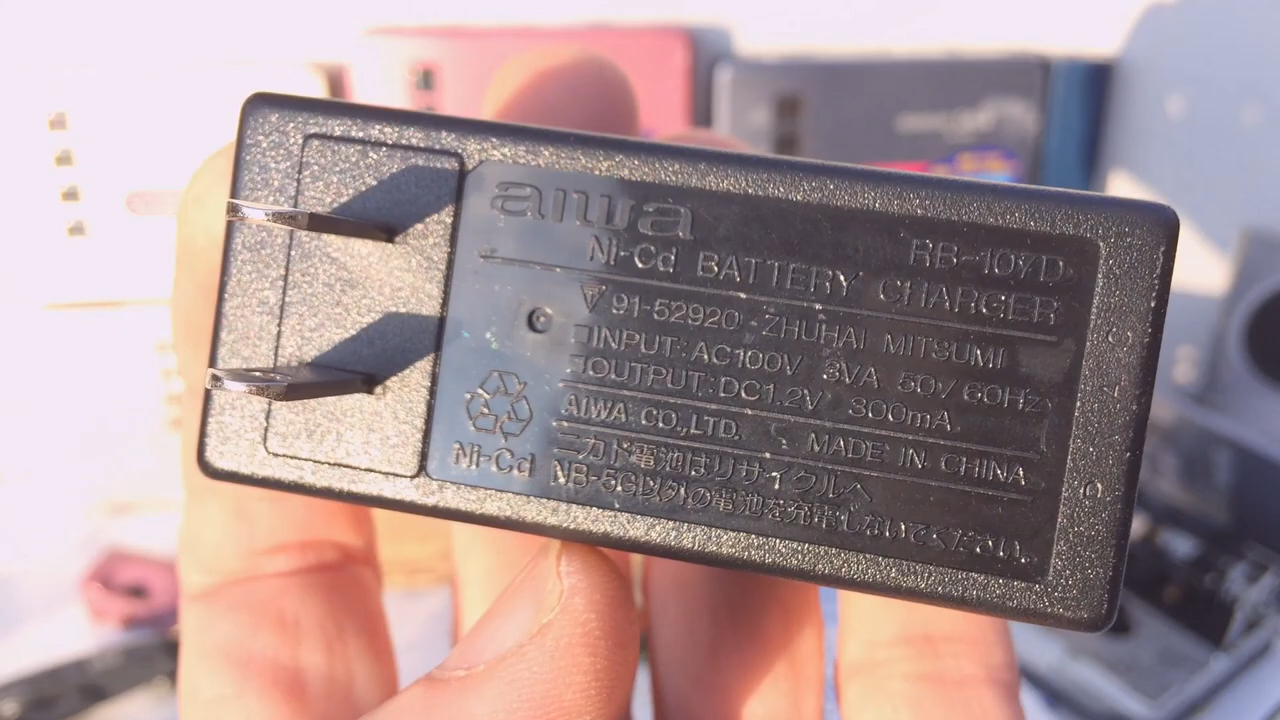 aiwa
RB-107D
Ni-Cd BATTERY CHARGER
91-52920 ZHUHAI MITSUMI
INPUT:AC100V 3VA 50/60Hz
OUTPUT:DC1.2V 300mA
AIWA CO.,LTD. MADE IN CHINA
Ni-Cd
ニカド電池はリサイクルへ
NB-5G以外の電池を充電しないでください。